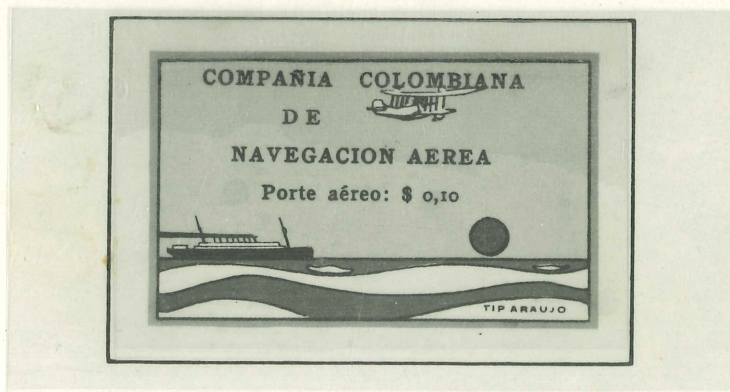 COMPAÑIA COLOMBIANA
DE
NAVEGACION AEREA
Porte aéreo: $ 0,10
TIP ARAUJO